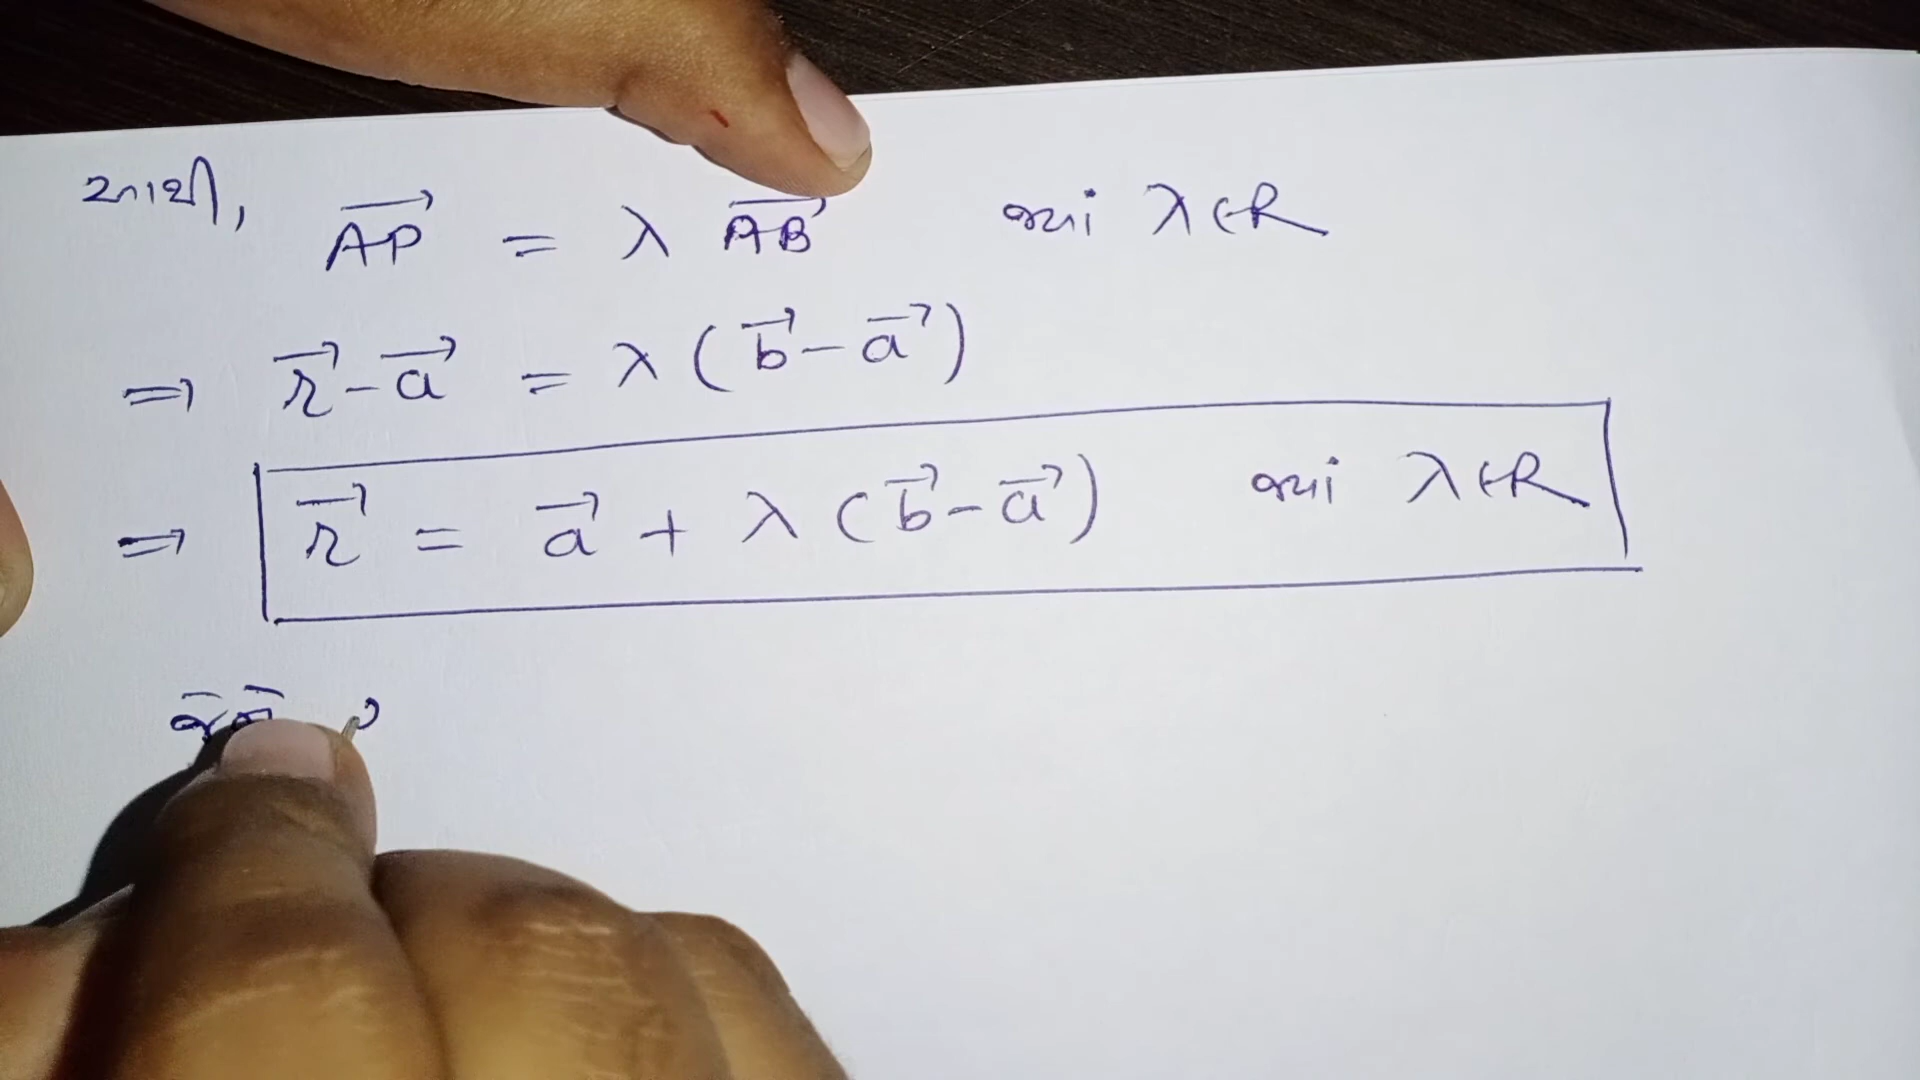 આથી, $\overrightarrow{AP} = \lambda \overrightarrow{AB}$ જ્યાં $\lambda \in R$
$\Rightarrow \vec{r} - \vec{a} = \lambda (\vec{b} - \vec{a})$
$\Rightarrow \vec{r} = \vec{a} + \lambda (\vec{b} - \vec{a})$ જ્યાં $\lambda \in R$